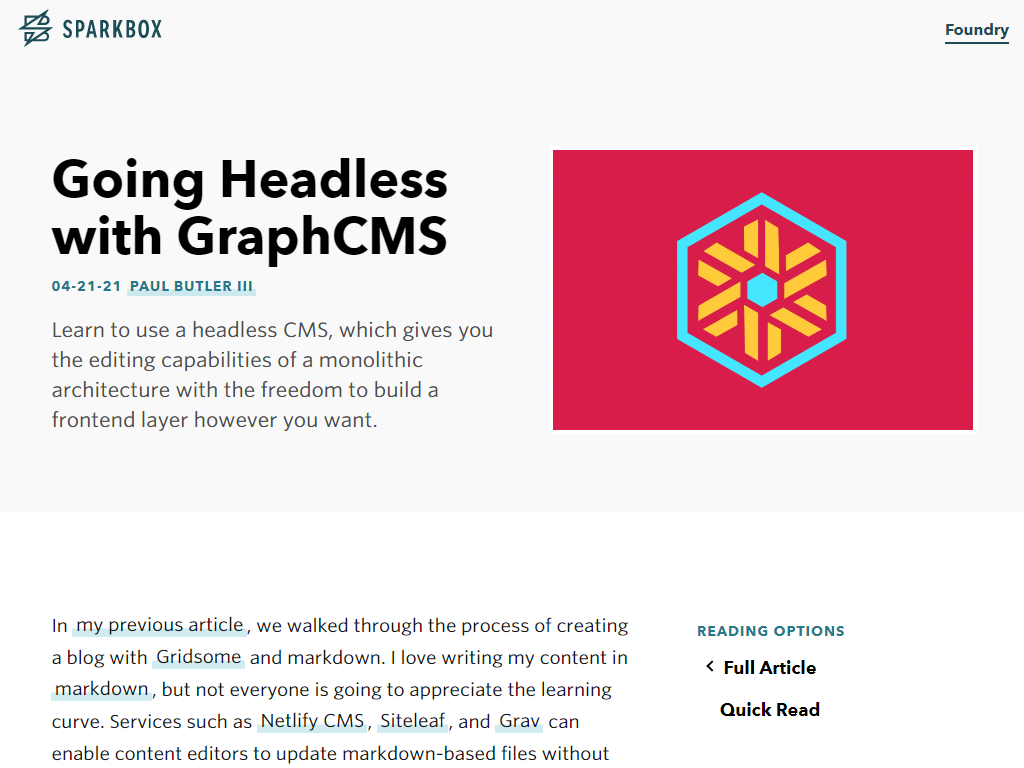 SPARKBOX
Foundry
Going Headless
with GraphCMS
04-21-21 PAUL BUTLER III
Learn to use a headless CMS, which gives you
the editing capabilities of a monolithic
architecture with the freedom to build a
frontend layer however you want.
In my previous article, we walked through the process of creating
a blog with Gridsome and markdown. I love writing my content in
markdown, but not everyone is going to appreciate the learning
curve. Services such as Netlify CMS, Siteleaf, and Grav can
enable content editors to update markdown-based files without
READING OPTIONS
Full Article
Quick Read